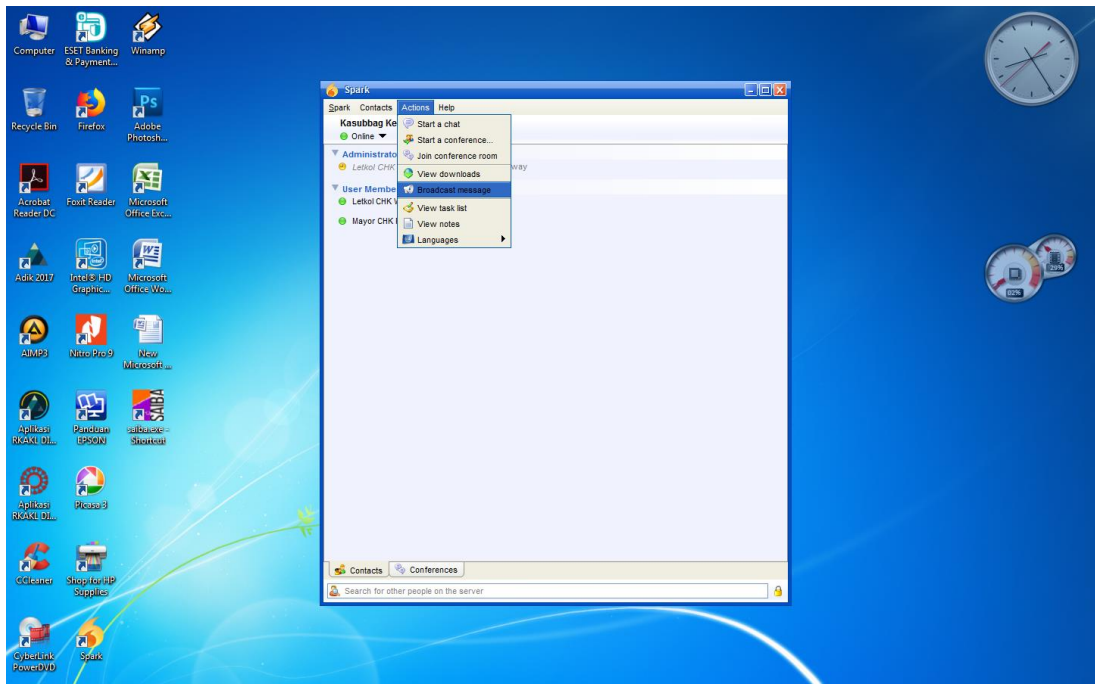 Computer
ESET Banking
& Payment...
Winamp
Recycle Bin
Firefox
Adobe
Photosh...
Acrobat
Reader DC
Foxit Reader
Microsoft
Office Exc...
Adik 2017
Intel® HD
Graphic...
Microsoft
Office Wo...
AIMP3
Nitro Pro 9
New
Microsoft ...
Aplikasi
RKAKL DI...
Panduan
EPSON
saiba.exe -
Shortcut
SAIBA
Aplikasi
RKAKL DI...
Picasa 3
CCleaner
Shop for HP
Supplies
CyberLink
PowerDVD
Spark
Spark
Spark Contacts Actions Help
Kasubbag Ke
Online
Administrato
Letkol CHK
way
User Membe
Letkol CHK
Mayor CHK
Start a chat
Start a conference...
Join conference room
View downloads
Broadcast message
View task list
View notes
Languages
Contacts
Conferences
Search for other people on the server
02%
29%